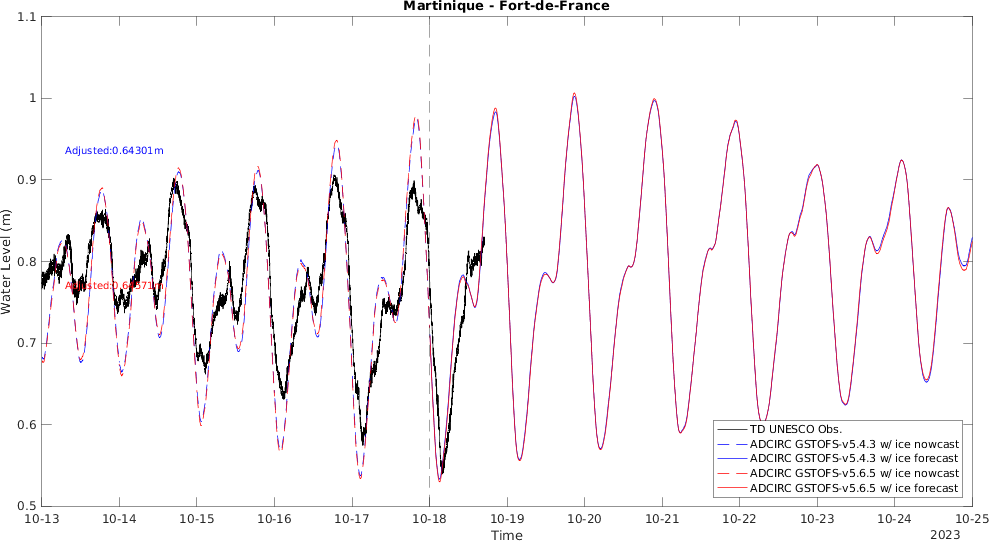 Martinique - Fort-de-France
1.1
1
0.9
0.8
0.7
0.6
0.5
Water Level (m)
Adjusted:0.64301m
TD UNESCO Obs.
ADCIRC GSTOFS-v5.4.3 w/ ice nowcast
ADCIRC GSTOFS-v5.4.3 w/ ice forecast
ADCIRC GSTOFS-v5.6.5 w/ ice nowcast
ADCIRC GSTOFS-v5.6.5 w/ ice forecast
10-13 10-14 10-15 10-16 10-17 10-18 10-19 10-20 10-21 10-22 10-23 10-24 10-25
Time
2023